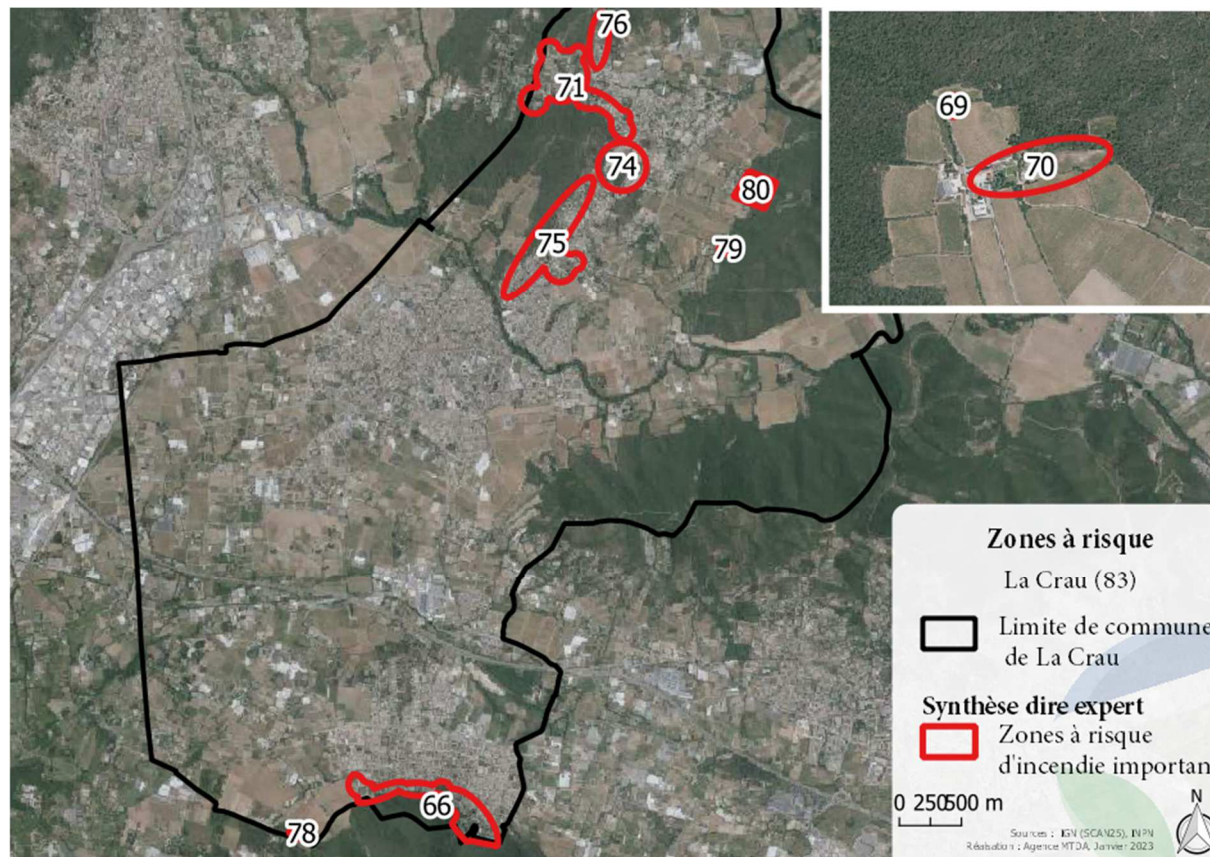 76
71
69
74
70
80
75
79
66
78
Zones à risque
La Crau (83)
Limite de commune
de La Crau
Synthèse dire expert
Zones à risque
d'incendie importan
0 250500 m
N
Sources : IGN (SCAN25), INPN
Réalisation : Agence MTDA, Janvier 2023